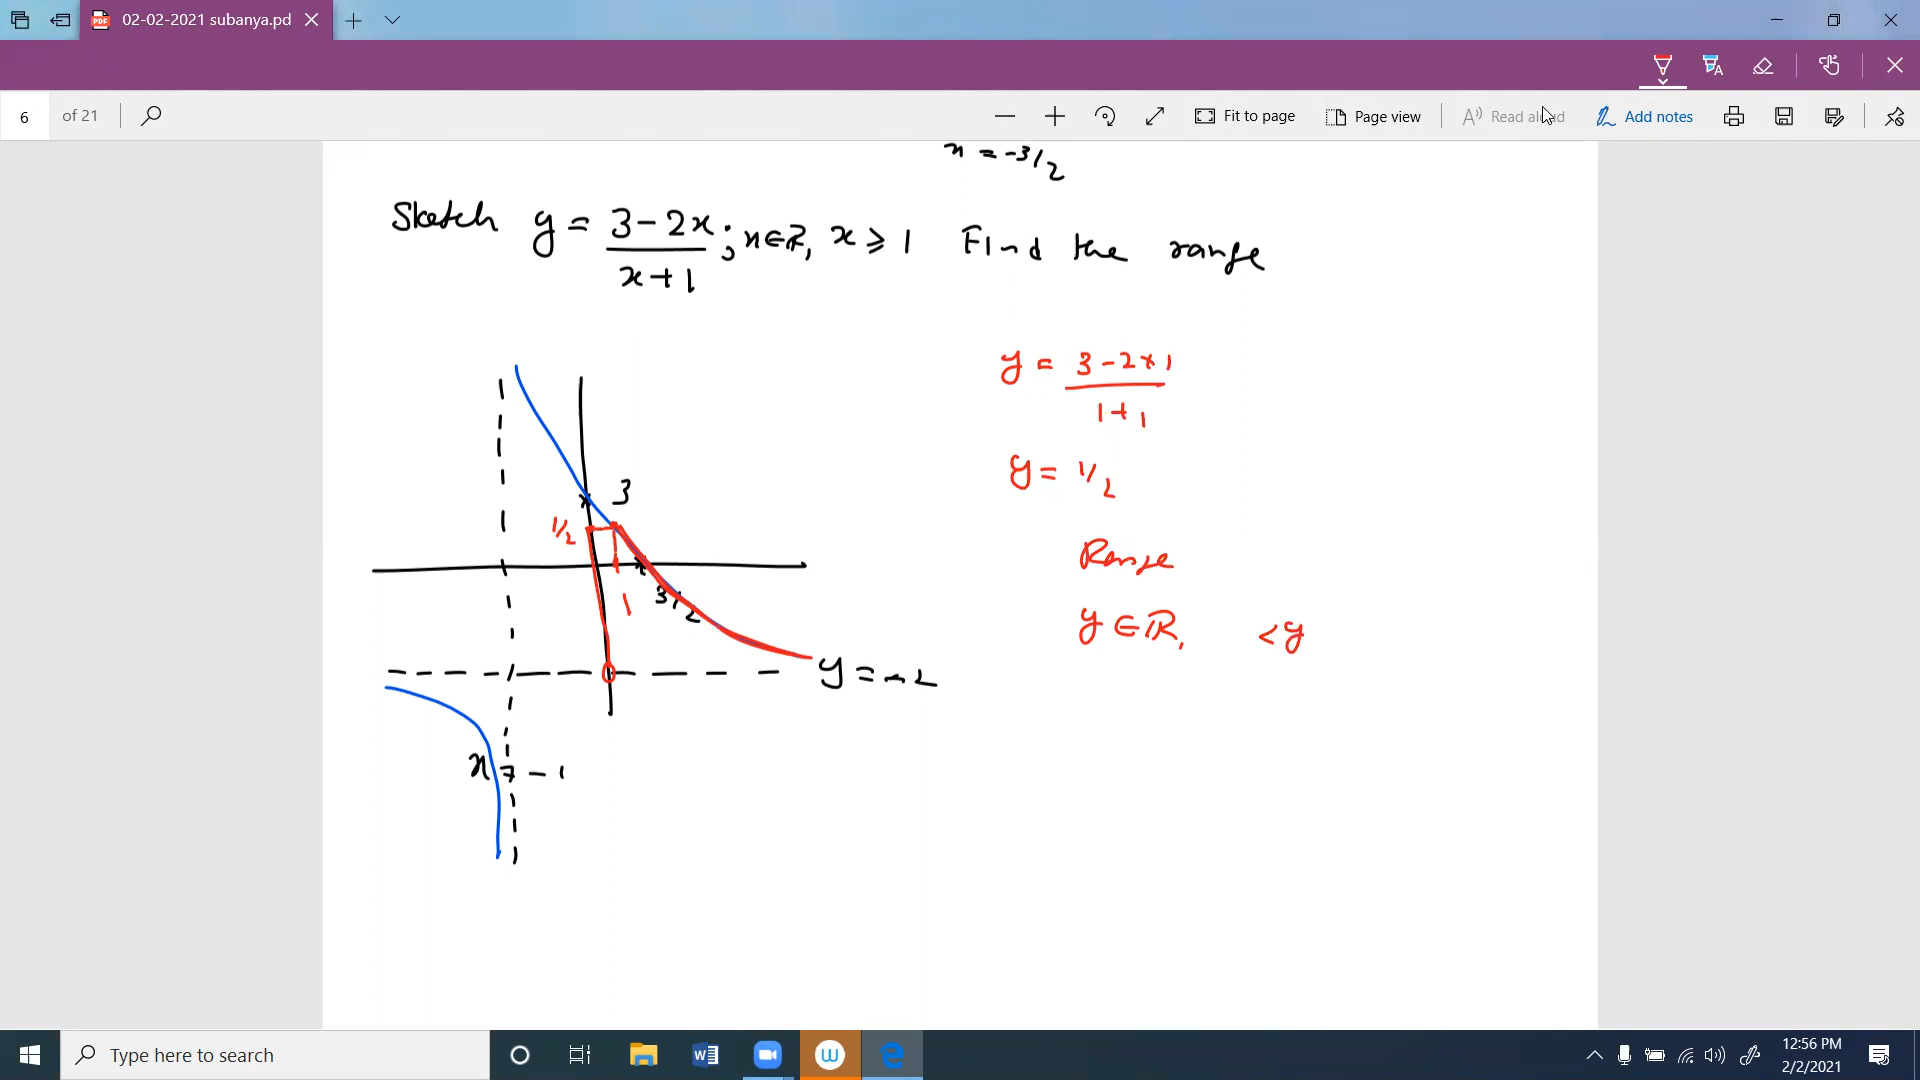 02-02-2021 subanya.pd
6 of 21
Fit to page
Page view
Read aloud
Add notes
x = -3/2
Sketch y = (3-2x)/(x+1); x∈R, x ⩾ 1 Find the range
y = (3-2×1)/(1+1)
y = 1/2
Range
y ∈ R, <y
3
1/2
1
3/2
y = -2
x = -1
Type here to search
12:56 PM
2/2/2021